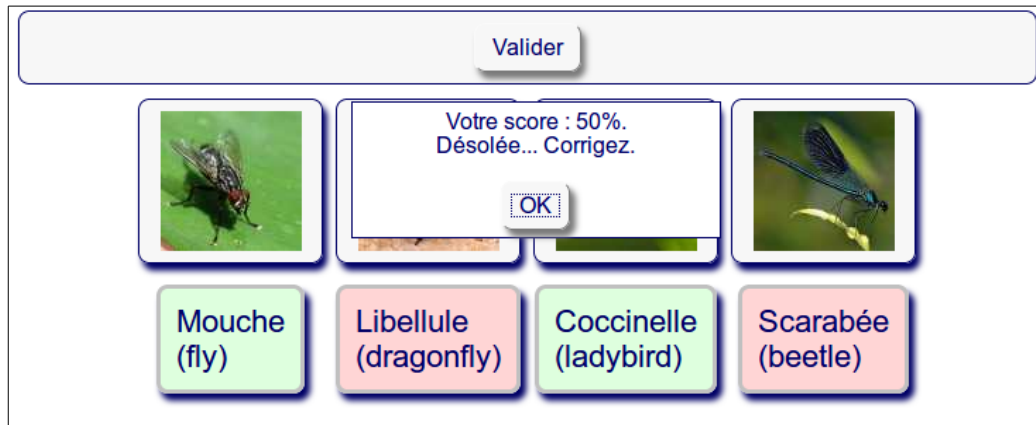 Valider
Votre score : 50%.
Désolée... Corrigez.
OK
Mouche
(fly)
Libellule
(dragonfly)
Coccinelle
(ladybird)
Scarabée
(beetle)